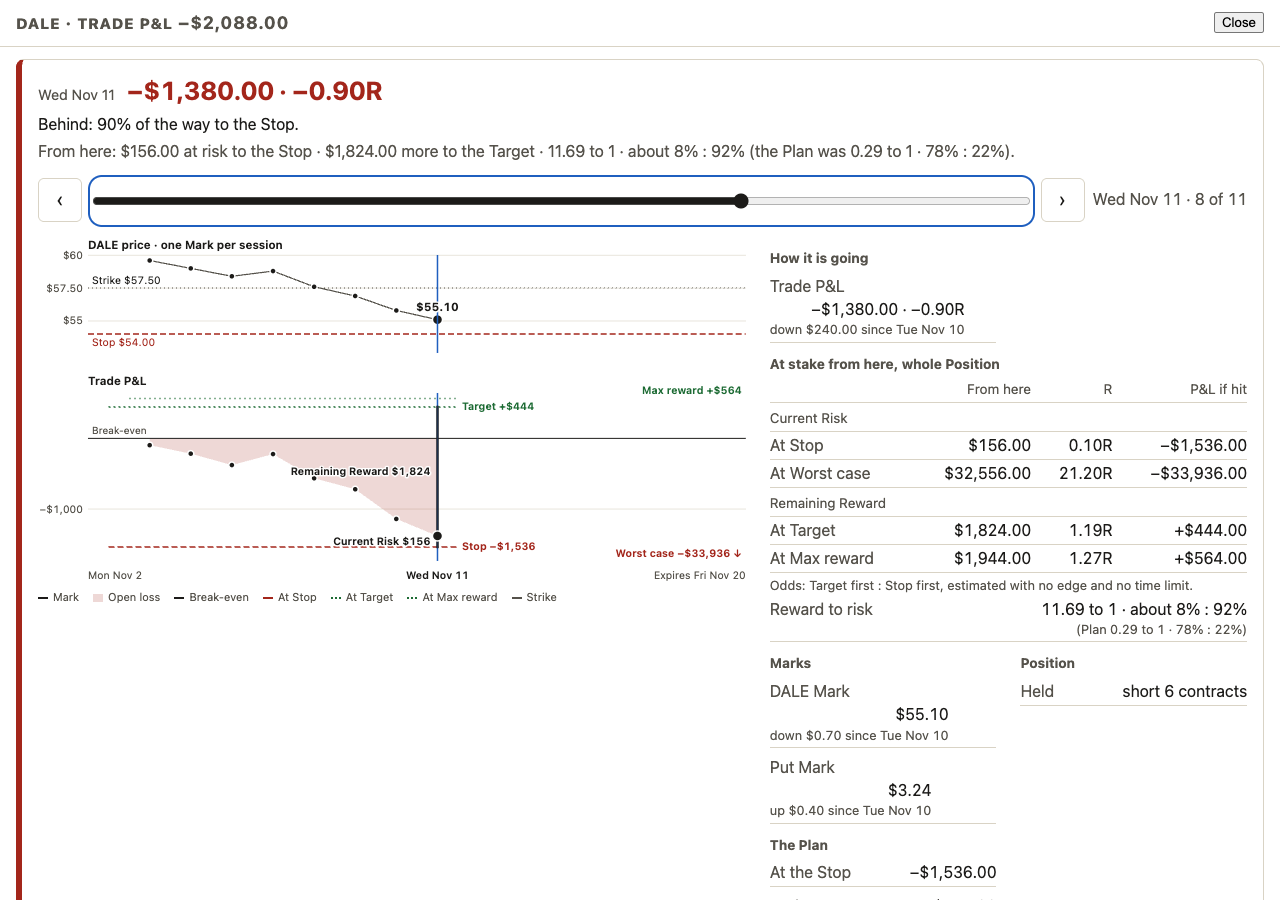 DALE · TRADE P&L −$2,088.00
Close
Wed Nov 11 −$1,380.00 · −0.90R
Behind: 90% of the way to the Stop.
From here: $156.00 at risk to the Stop · $1,824.00 more to the Target · 11.69 to 1 · about 8% : 92% (the Plan was 0.29 to 1 · 78% : 22%).
‹
›
Wed Nov 11 · 8 of 11
DALE price · one Mark per session
$60
Strike $57.50
$57.50
$55.10
$55
Stop $54.00
Trade P&L
Max reward +$564
Target +$444
Break-even
Remaining Reward $1,824
−$1,000
Current Risk $156
Stop −$1,536
Worst case −$33,936 ↓
Mon Nov 2
Wed Nov 11
Expires Fri Nov 20
Mark
Open loss
Break-even
At Stop
At Target
At Max reward
Strike
How it is going
Trade P&L
−$1,380.00 · −0.90R
down $240.00 since Tue Nov 10
At stake from here, whole Position
From here R P&L if hit
Current Risk
At Stop $156.00 0.10R −$1,536.00
At Worst case $32,556.00 21.20R −$33,936.00
Remaining Reward
At Target $1,824.00 1.19R +$444.00
At Max reward $1,944.00 1.27R +$564.00
Odds: Target first : Stop first, estimated with no edge and no time limit.
Reward to risk 11.69 to 1 · about 8% : 92%
(Plan 0.29 to 1 · 78% : 22%)
Marks
DALE Mark
$55.10
down $0.70 since Tue Nov 10
Put Mark
$3.24
up $0.40 since Tue Nov 10
Position
Held short 6 contracts
The Plan
At the Stop −$1,536.00